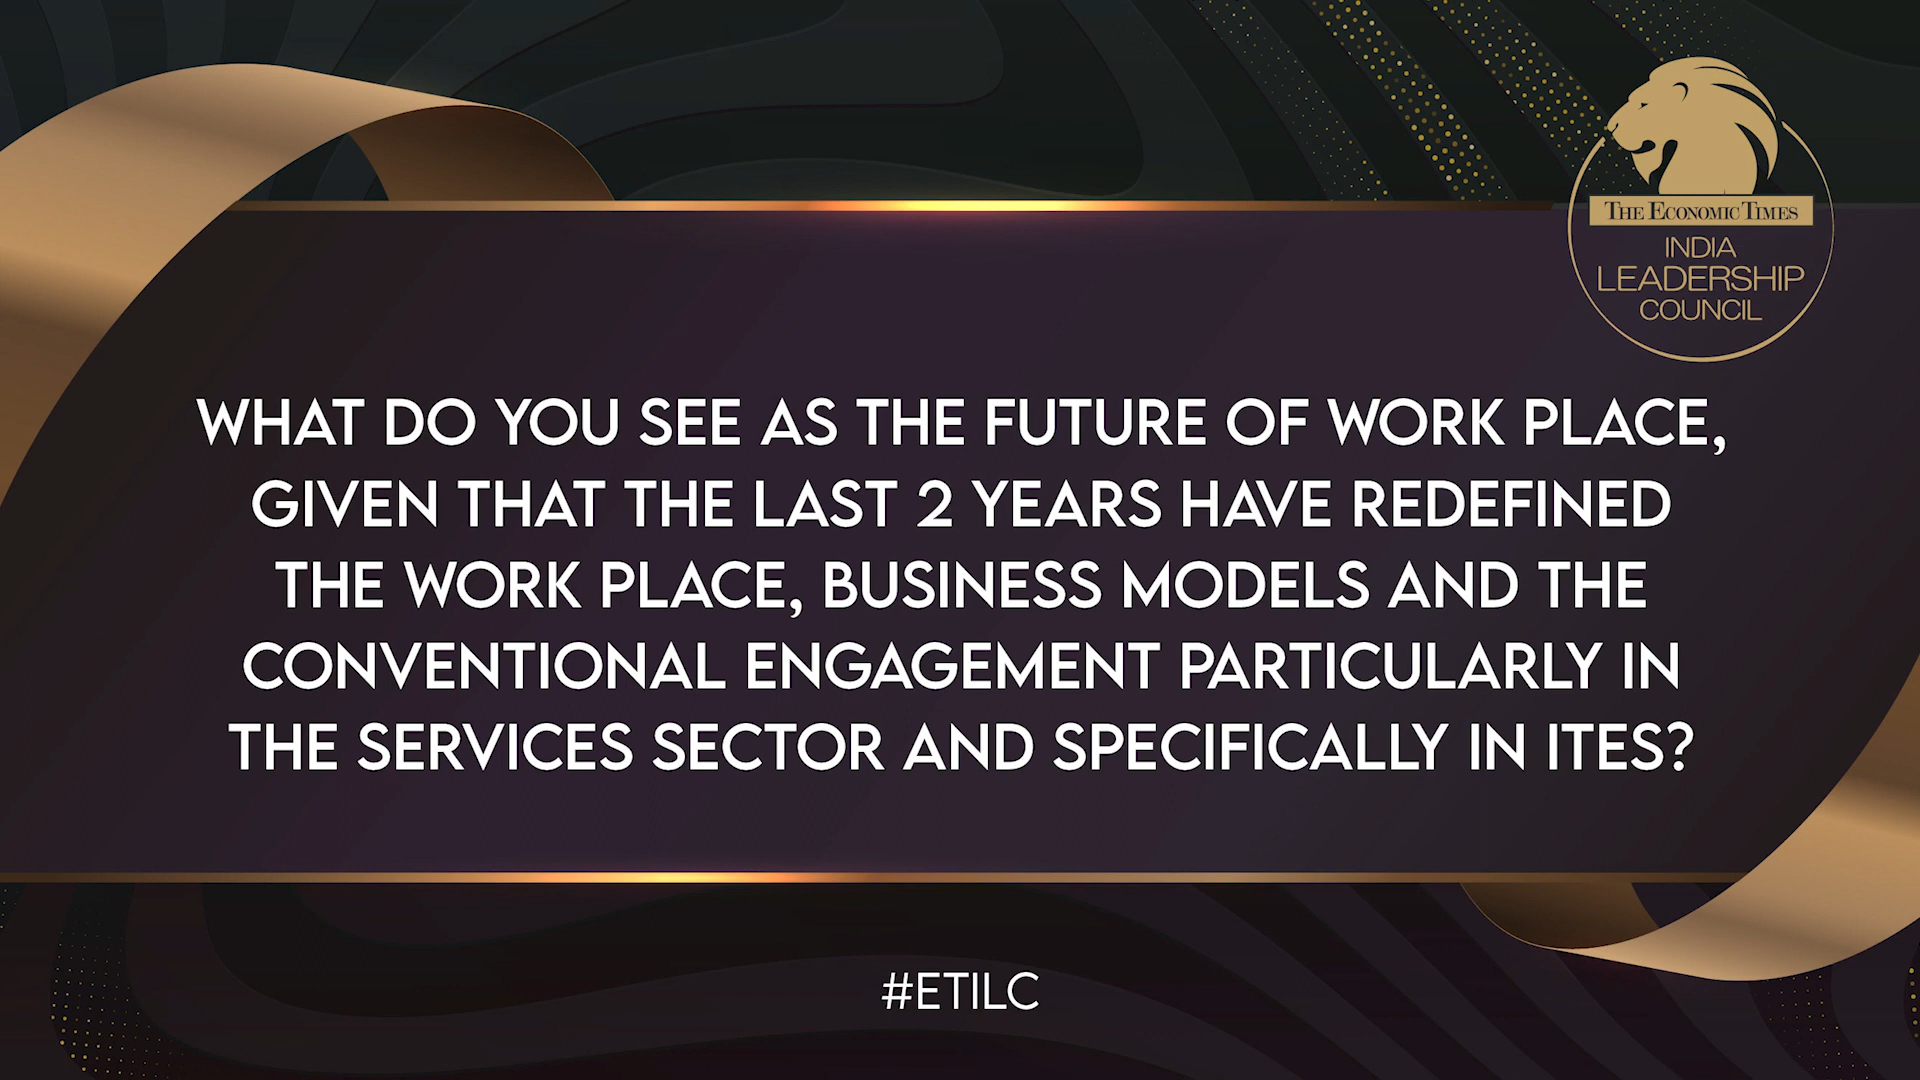 THE ECONOMIC TIMES
INDIA
LEADERSHIP
COUNCIL
WHAT DO YOU SEE AS THE FUTURE OF WORK PLACE,
GIVEN THAT THE LAST 2 YEARS HAVE REDEFINED
THE WORK PLACE, BUSINESS MODELS AND THE
CONVENTIONAL ENGAGEMENT PARTICULARLY IN
THE SERVICES SECTOR AND SPECIFICALLY IN ITES?
#ETILC